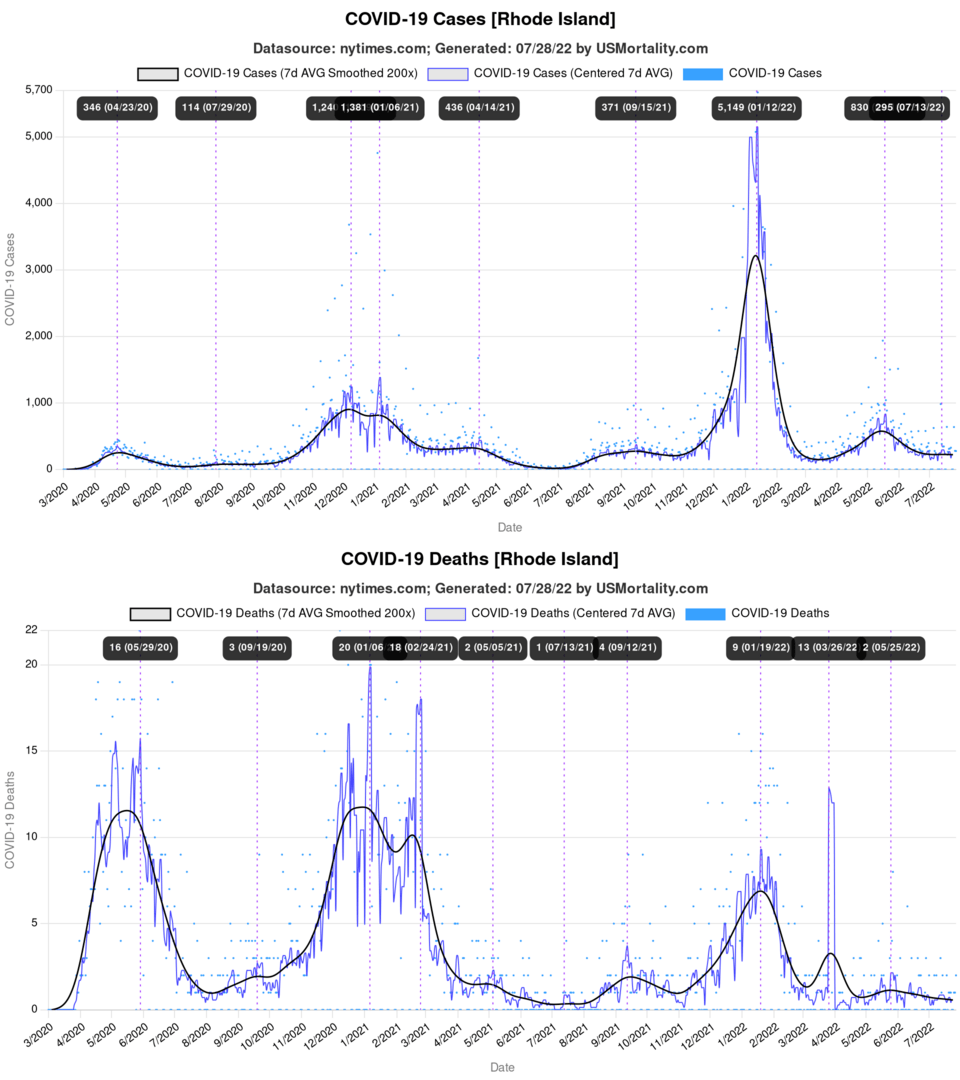 COVID-19 Cases [Rhode Island]
Datasource: nytimes.com; Generated: 07/28/22 by USMortality.com
COVID-19 Cases (7d AVG Smoothed 200x) COVID-19 Cases (Centered 7d AVG) COVID-19 Cases
5,700
346 (04/23/20) 114 (07/29/20) 1,24 1,381 (01/06/21) 436 (04/14/21) 371 (09/15/21) 5,149 (01/12/22) 830 295 (07/13/22)
5,000
4,000
3,000
2,000
1,000
0
COVID-19 Cases
3/2020 4/2020 5/2020 6/2020 7/2020 8/2020 9/2020 10/2020 11/2020 12/2020 1/2021 2/2021 3/2021 4/2021 5/2021 6/2021 7/2021 8/2021 9/2021 10/2021 11/2021 12/2021 1/2022 2/2022 3/2022 4/2022 5/2022 6/2022 7/2022
Date
COVID-19 Deaths [Rhode Island]
Datasource: nytimes.com; Generated: 07/28/22 by USMortality.com
COVID-19 Deaths (7d AVG Smoothed 200x) COVID-19 Deaths (Centered 7d AVG) COVID-19 Deaths
22
16 (05/29/20) 3 (09/19/20) 20 (01/06 18 (02/24/21) 2 (05/05/21) 1 (07/13/21) 4 (09/12/21) 9 (01/19/22) 13 (03/26/22 2 (05/25/22)
20
15
10
5
0
COVID-19 Deaths
3/2020 4/2020 5/2020 6/2020 7/2020 8/2020 9/2020 10/2020 11/2020 12/2020 1/2021 2/2021 3/2021 4/2021 5/2021 6/2021 7/2021 8/2021 9/2021 10/2021 11/2021 12/2021 1/2022 2/2022 3/2022 4/2022 5/2022 6/2022 7/2022
Date